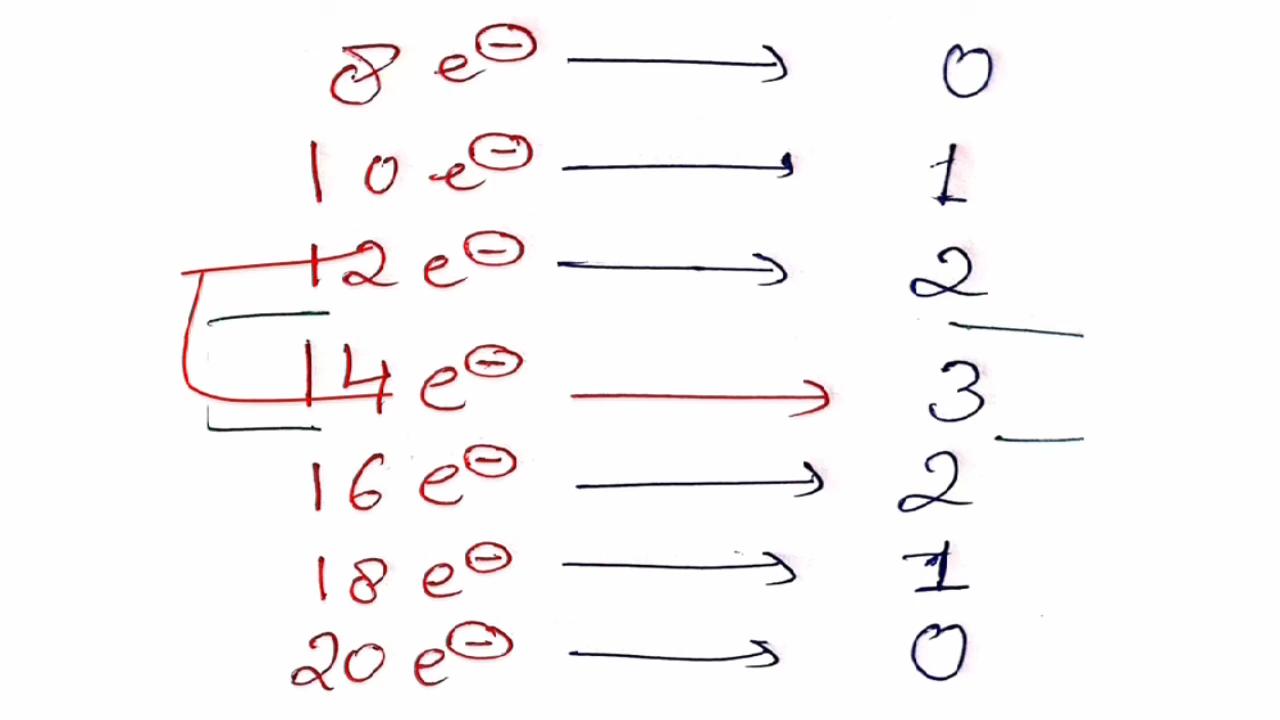 8 e⊖ → 0
10 e⊖ → 1
12 e⊖ → 2
14 e⊖ → 3
16 e⊖ → 2
18 e⊖ → 1
20 e⊖ → 0